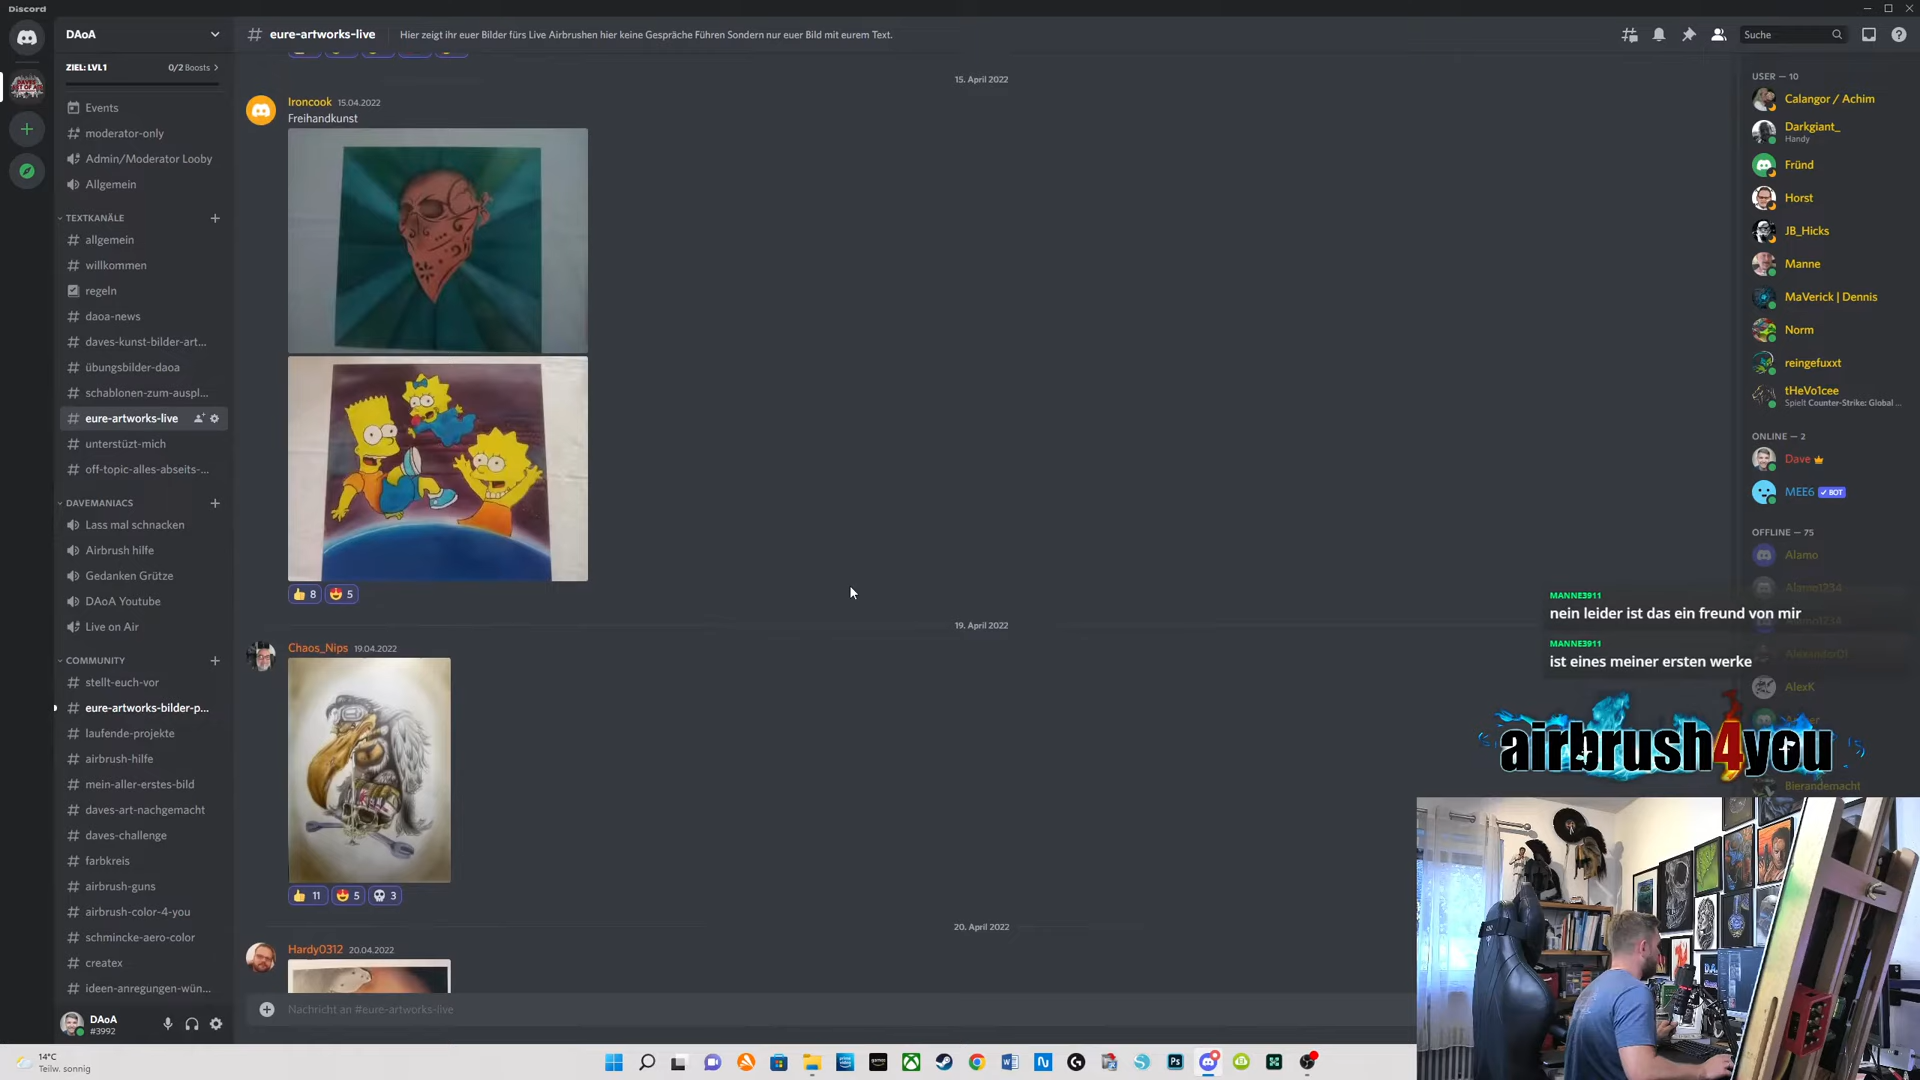 Discord
DAoA
ZIEL: LVL1
0/2 Boosts
Events
moderator-only
Admin/Moderator Looby
Allgemein
TEXTKANÄLE
allgemein
willkommen
regeln
daoa-news
daves-kunst-bilder-art...
übungsbilder-daoa
schablonen-zum-auspl...
eure-artworks-live
unterstüzt-mich
off-topic-alles-abseits-...
DAVEMANIACS
Lass mal schnacken
Airbrush hilfe
Gedanken Grütze
DAoA Youtube
Live on Air
COMMUNITY
stellt-euch-vor
eure-artworks-bilder-p...
laufende-projekte
airbrush-hilfe
mein-aller-erstes-bild
daves-art-nachgemacht
daves-challenge
farbkreis
airbrush-guns
airbrush-color-4-you
schmincke-aero-color
createx
ideen-anregungen-wün...
DAoA
#3992
14°C
Teilw. sonnig
eure-artworks-live
Hier zeigt ihr euer Bilder fürs Live Airbrushen hier keine Gespräche Führen Sondern nur euer Bild mit eurem Text.
Suche
15. April 2022
Ironcook 15.04.2022
Freihandkunst
8 5
19. April 2022
Chaos_Nips 19.04.2022
11 5 3
20. April 2022
Hardy0312 20.04.2022
Nachricht an #eure-artworks-live
USER — 10
Calangor / Achim
Darkgiant_
Handy
Fründ
Horst
JB_Hicks
Manne
MaVerick | Dennis
Norm
reingefuxxt
tHeVo1cee
Spielt Counter-Strike: Global ...
ONLINE — 2
Dave
MEE6 ✓ BOT
OFFLINE — 75
Alamo
Alamo1234
MANNE3911
nein leider ist das ein freund von mir
MANNE3911
ist eines meiner ersten werke
AlexK
airbrush4you
Bierandemacht